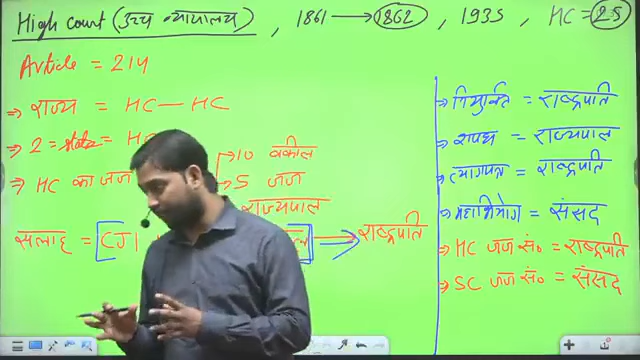 High court (उच्च न्यायालय), 1861 → 1862, 1935 HC = 25
Article = 214
⇒ राज्य = HC — HC
⇒ 2 = state = HC
⇒ HC का जज
→ 10 वकील
→ 5 जज
राज्यपाल
सलाह = CJI → राष्ट्रपति
→ नियुक्ति = राष्ट्रपति
→ शपथ = राज्यपाल
→ त्यागपत्र = राष्ट्रपति
→ महाभियोग = संसद
→ HC जज सं० = राष्ट्रपति
→ SC जज सं० = संसद